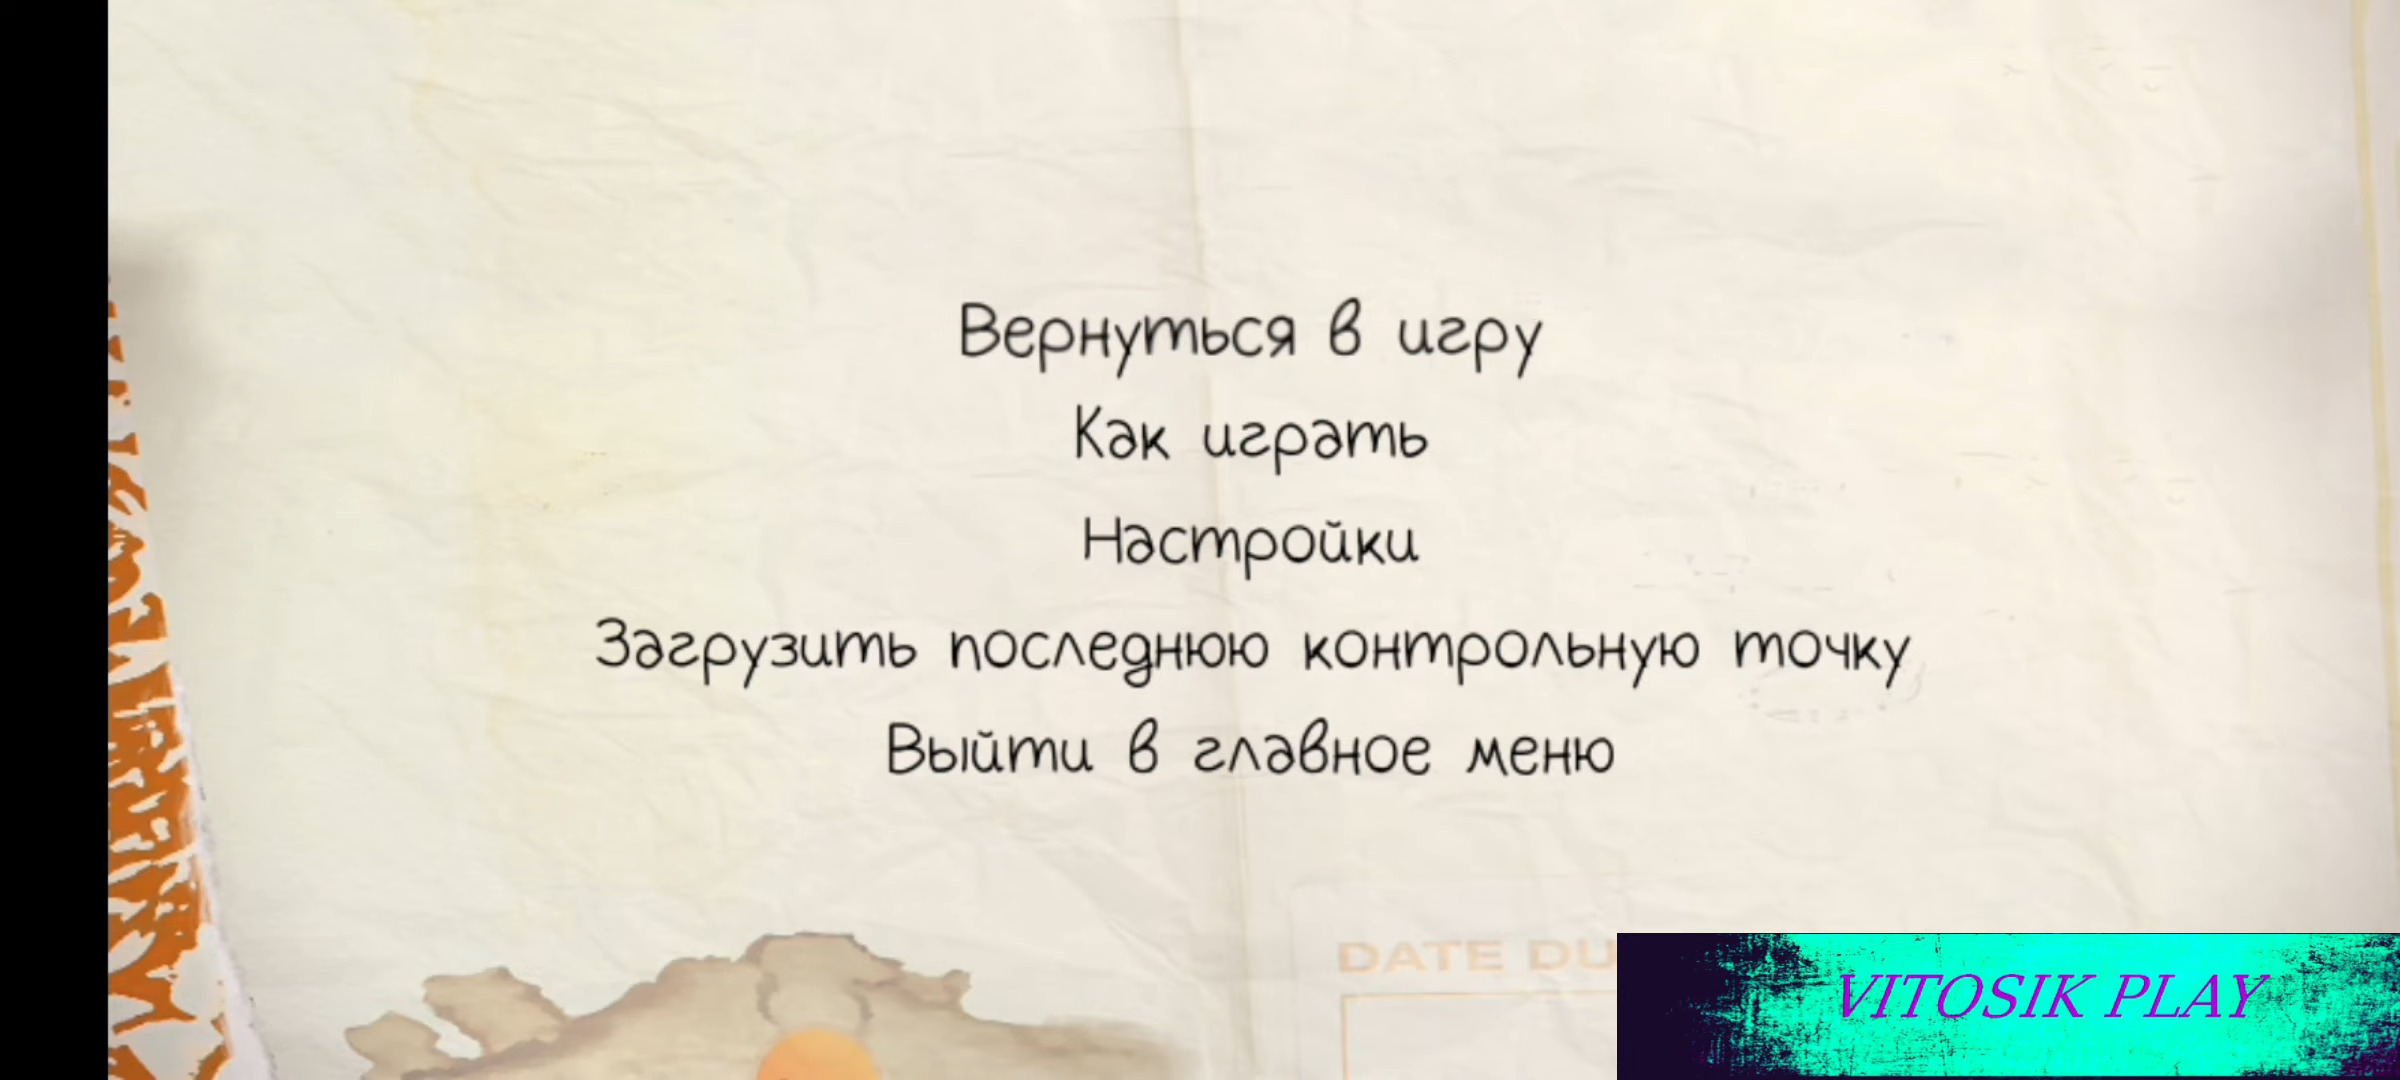 Вернуться в игру
Как играть
Настройки
Загрузить последнюю контрольную точку
Выйти в главное меню
DATE DU
VITOSIK PLAY